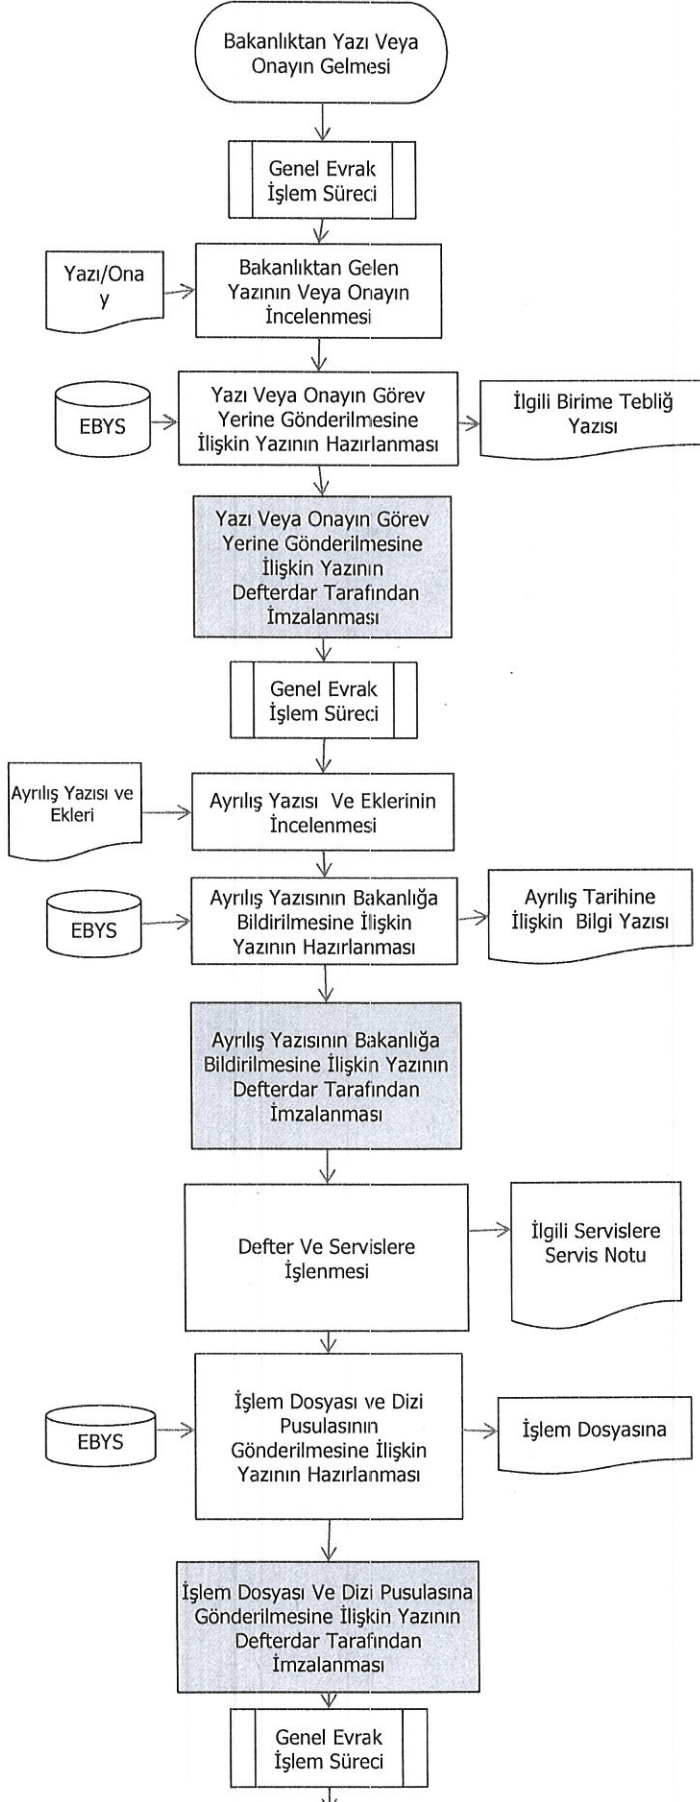 Bakanlıktan Yazı Veya
Onayın Gelmesi
Genel Evrak
İşlem Süreci
Yazı/Ona
y
Bakanlıktan Gelen
Yazının Veya Onayın
İncelenmesi
EBYS
Yazı Veya Onayın Görev
Yerine Gönderilmesine
İlişkin Yazının Hazırlanması
İlgili Birime Tebliğ
Yazısı
Yazı Veya Onayın Görev
Yerine Gönderilmesine
İlişkin Yazının
Defterdar Tarafından
İmzalanması
Genel Evrak
İşlem Süreci
Ayrılış Yazısı ve
Ekleri
Ayrılış Yazısı Ve Eklerinin
İncelenmesi
EBYS
Ayrılış Yazısının Bakanlığa
Bildirilmesine İlişkin
Yazının Hazırlanması
Ayrılış Tarihine
İlişkin Bilgi Yazısı
Ayrılış Yazısının Bakanlığa
Bildirilmesine İlişkin Yazının
Defterdar Tarafından
İmzalanması
Defter Ve Servislere
İşlenmesi
İlgili Servislere
Servis Notu
EBYS
İşlem Dosyası ve Dizi
Pusulasının
Gönderilmesine İlişkin
Yazının Hazırlanması
İşlem Dosyasına
İşlem Dosyası Ve Dizi Pusulasına
Gönderilmesine İlişkin Yazının
Defterdar Tarafından
İmzalanması
Genel Evrak
İşlem Süreci